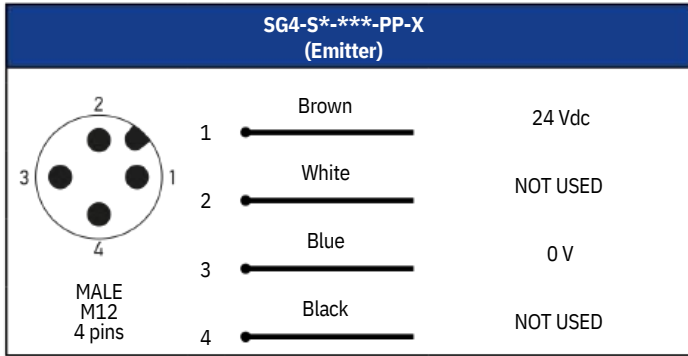 SG4-S*-***-PP-X
(Emitter)
2
3
1
4
MALE
M12
4 pins
1
Brown
24 Vdc
2
White
NOT USED
3
Blue
0 V
4
Black
NOT USED